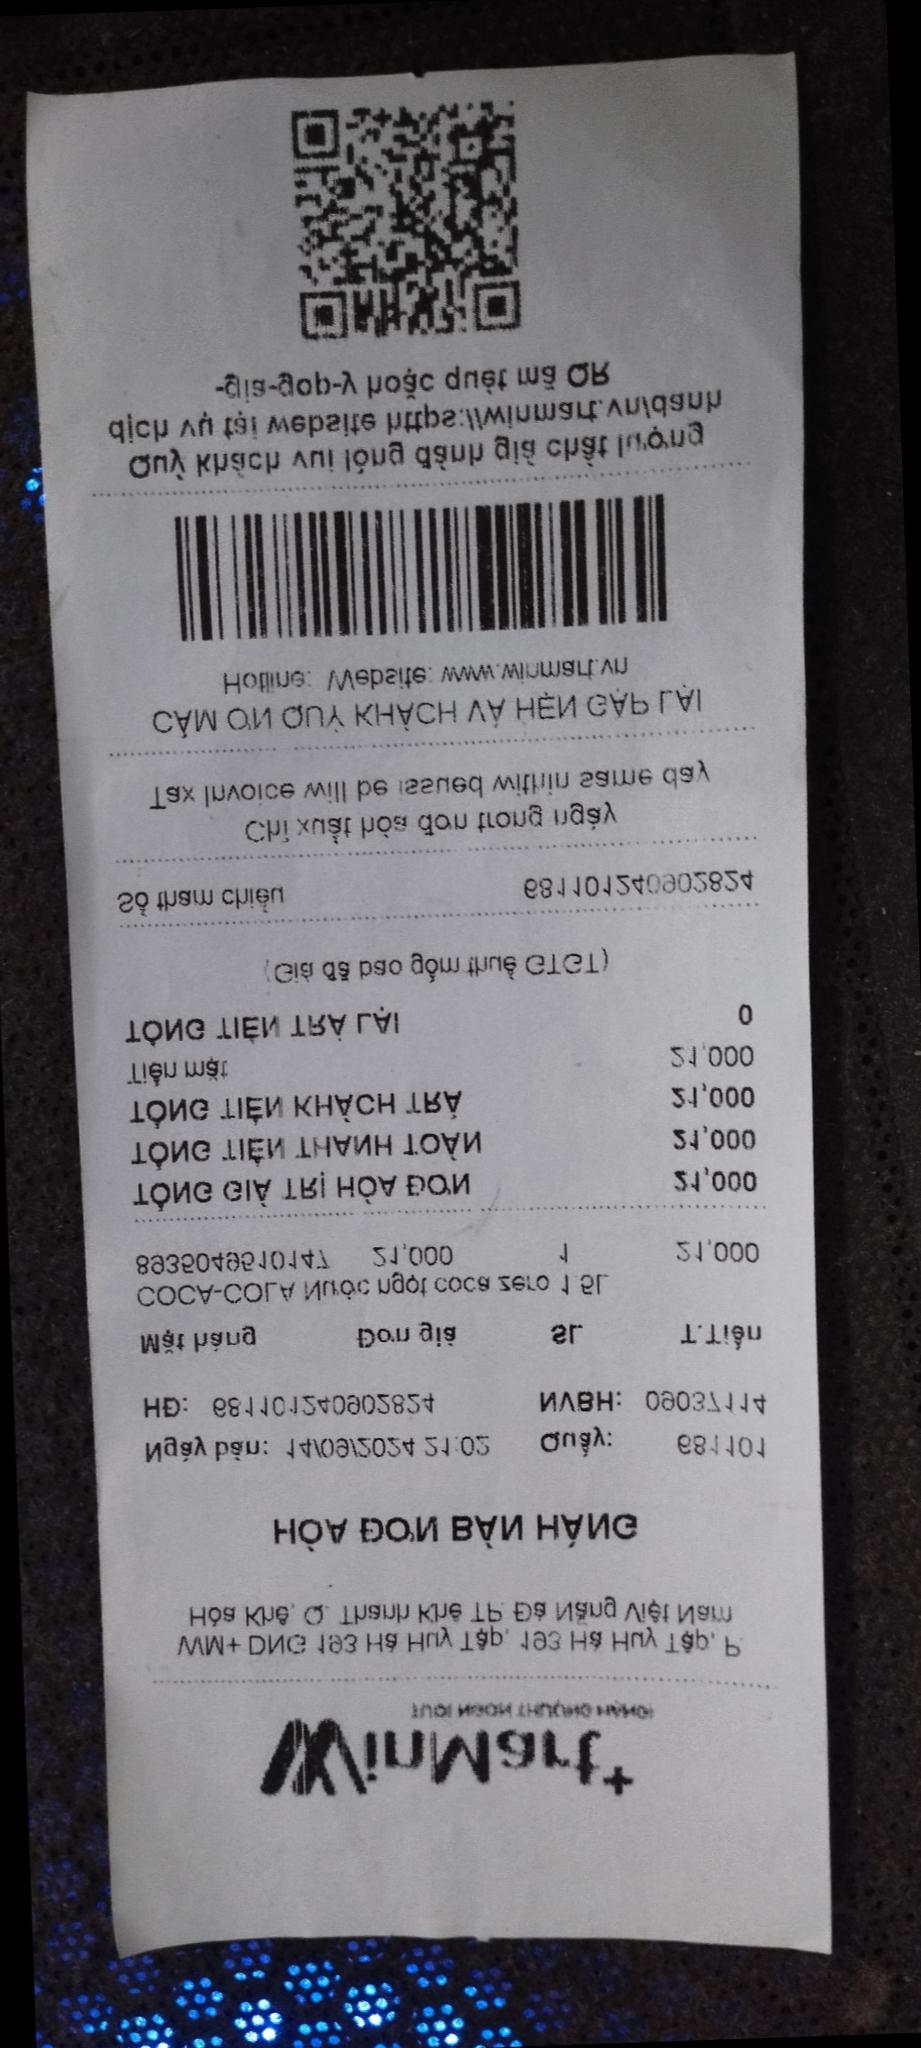 WinMart+
TƯƠI NGON THƯỢNG HẠNG!
WM+ DNG 193 Hà Huy Tập, 193 Hà Huy Tập, P.
Hòa Khê, Q. Thanh Khê TP. Đà Nẵng Việt Nam
HÓA ĐƠN BÁN HÀNG
Ngày bán: 14/09/2024 21:02 Quầy: 681101
HĐ: 681101240902824 NVBH: 09037114
Mặt hàng Đơn giá SL T.Tiền
COCA-COLA Nước ngọt coca zero 1.5L
8935049510147 21,000 1 21,000
TỔNG GIÁ TRỊ HÓA ĐƠN 21,000
TỔNG TIỀN THANH TOÁN 21,000
TỔNG TIỀN KHÁCH TRẢ 21,000
Tiền mặt 21,000
TỔNG TIỀN TRẢ LẠI 0
(Giá đã bao gồm thuế GTGT)
Số tham chiếu 681101240902824
Chỉ xuất hóa đơn trong ngày
Tax Invoice will be issued within same day
CẢM ƠN QUÝ KHÁCH VÀ HẸN GẶP LẠI
Hotline: Website: www.winmart.vn
Quý khách vui lòng đánh giá chất lượng
dịch vụ tại website https://winmart.vn/danh
-gia-gop-y hoặc quét mã QR